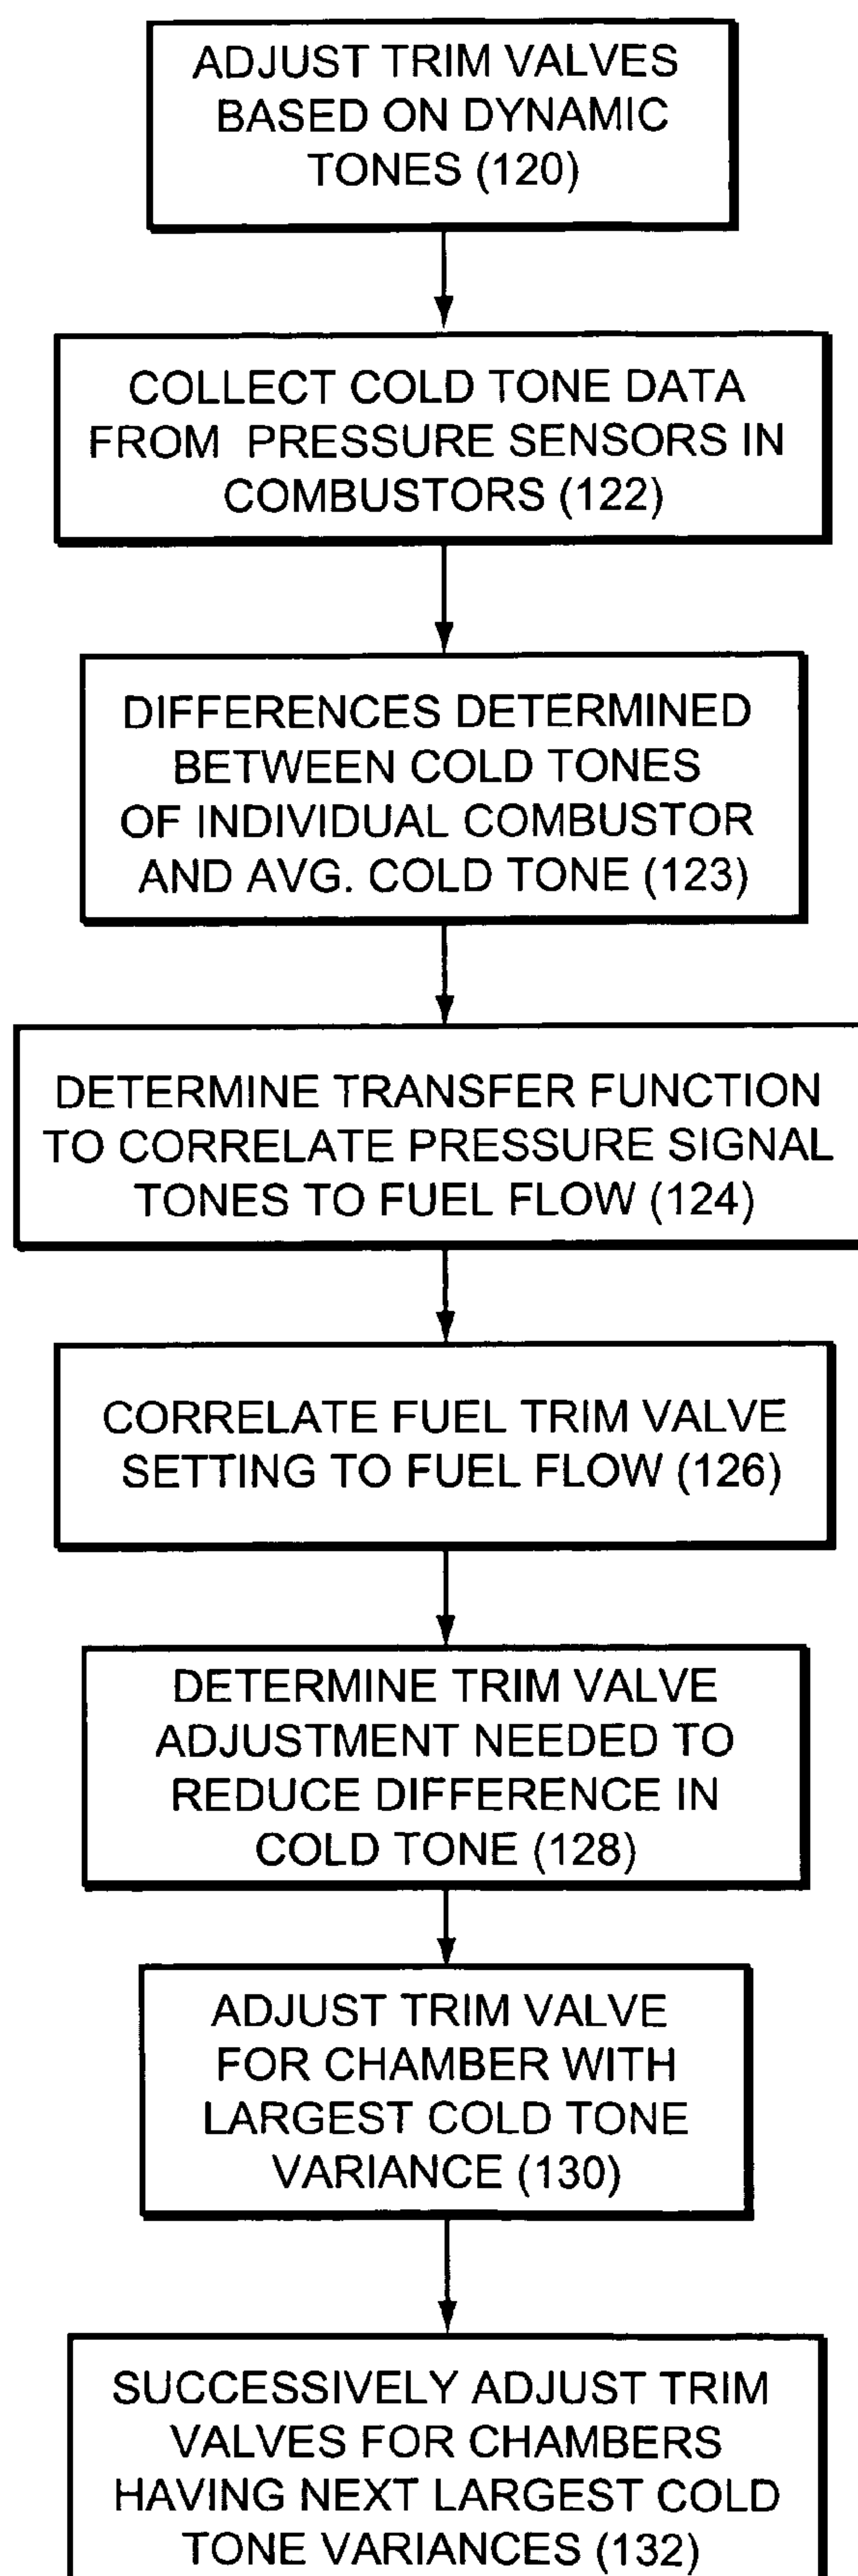 ADJUST TRIM VALVES
BASED ON DYNAMIC
TONES (120)
COLLECT COLD TONE DATA
FROM PRESSURE SENSORS IN
COMBUSTORS (122)
DIFFERENCES DETERMINED
BETWEEN COLD TONES
OF INDIVIDUAL COMBUSTOR
AND AVG. COLD TONE (123)
DETERMINE TRANSFER FUNCTION
TO CORRELATE PRESSURE SIGNAL
TONES TO FUEL FLOW (124)
CORRELATE FUEL TRIM VALVE
SETTING TO FUEL FLOW (126)
DETERMINE TRIM VALVE
ADJUSTMENT NEEDED TO
REDUCE DIFFERENCE IN
COLD TONE (128)
ADJUST TRIM VALVE
FOR CHAMBER WITH
LARGEST COLD TONE
VARIANCE (130)
SUCCESSIVELY ADJUST TRIM
VALVES FOR CHAMBERS
HAVING NEXT LARGEST COLD
TONE VARIANCES (132)